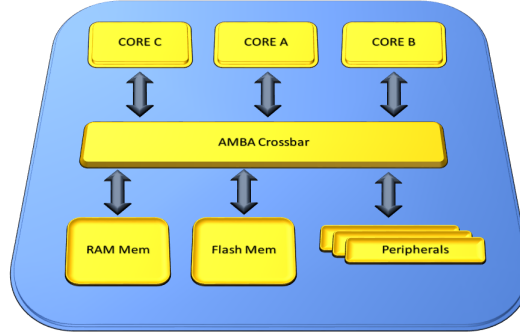 CORE C
CORE A
CORE B
AMBA Crossbar
RAM Mem
Flash Mem
Peripherals